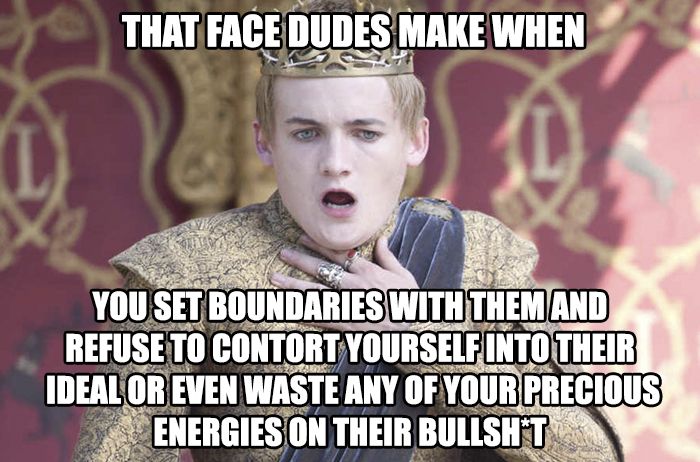 THAT FACE DUDES MAKE WHEN
L
YOU SET BOUNDARIES WITH THEM AND
REFUSE TO CONTORT YOURSELF INTO THEIR
IDEAL OR EVEN WASTE ANY OF YOUR PRECIOUS
ENERGIES ON THEIR BULLSH*T